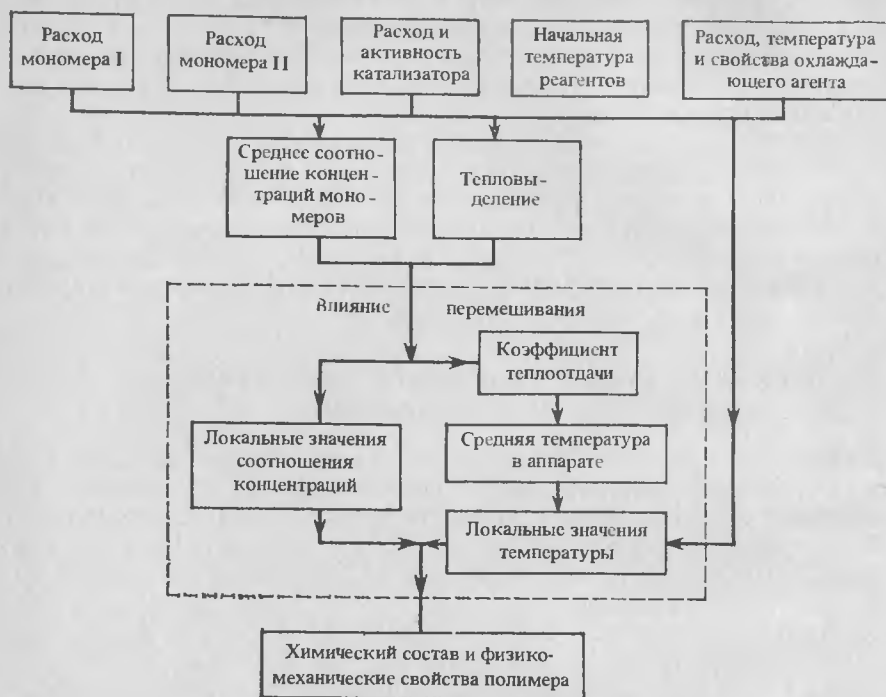 Расход
мономера I
Расход
мономера II
Расход и
активность
катализатора
Начальная
температура
реагентов
Расход, температура
и свойства охлаждаю-
щего агента
Среднее соотно-
шение концен-
траций моно-
меров
Тепловы-
деление
Влияние перемешивания
Коэффициент
теплоотдачи
Локальные значения
соотношения
концентраций
Средняя температура
в аппарате
Локальные значения
температуры
Химический состав и физико-
механические свойства полимера